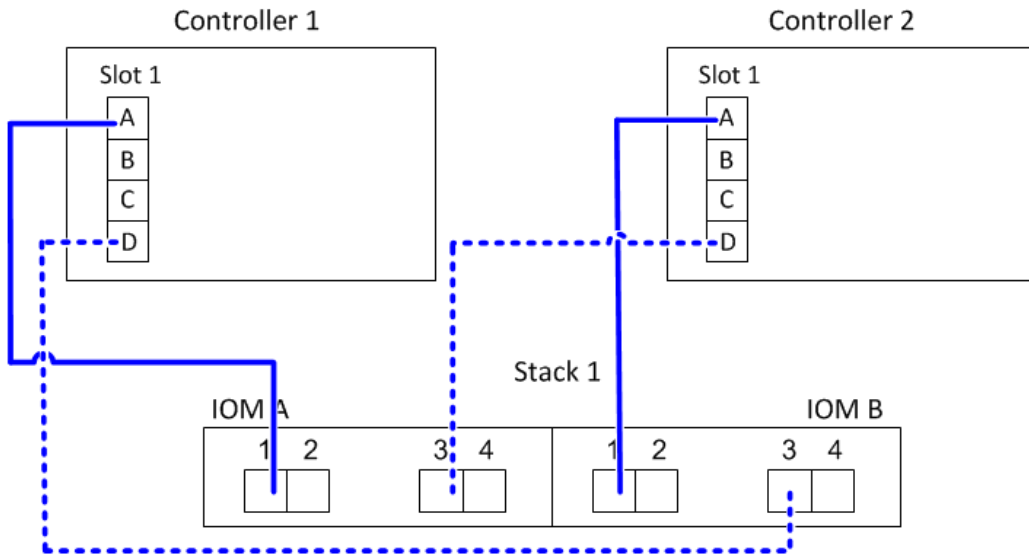 Controller 1
Controller 2
Slot 1
Slot 1
A
A
B
B
C
C
D
D
Stack 1
IOM A
IOM B
1 2 3 4 1 2 3 4